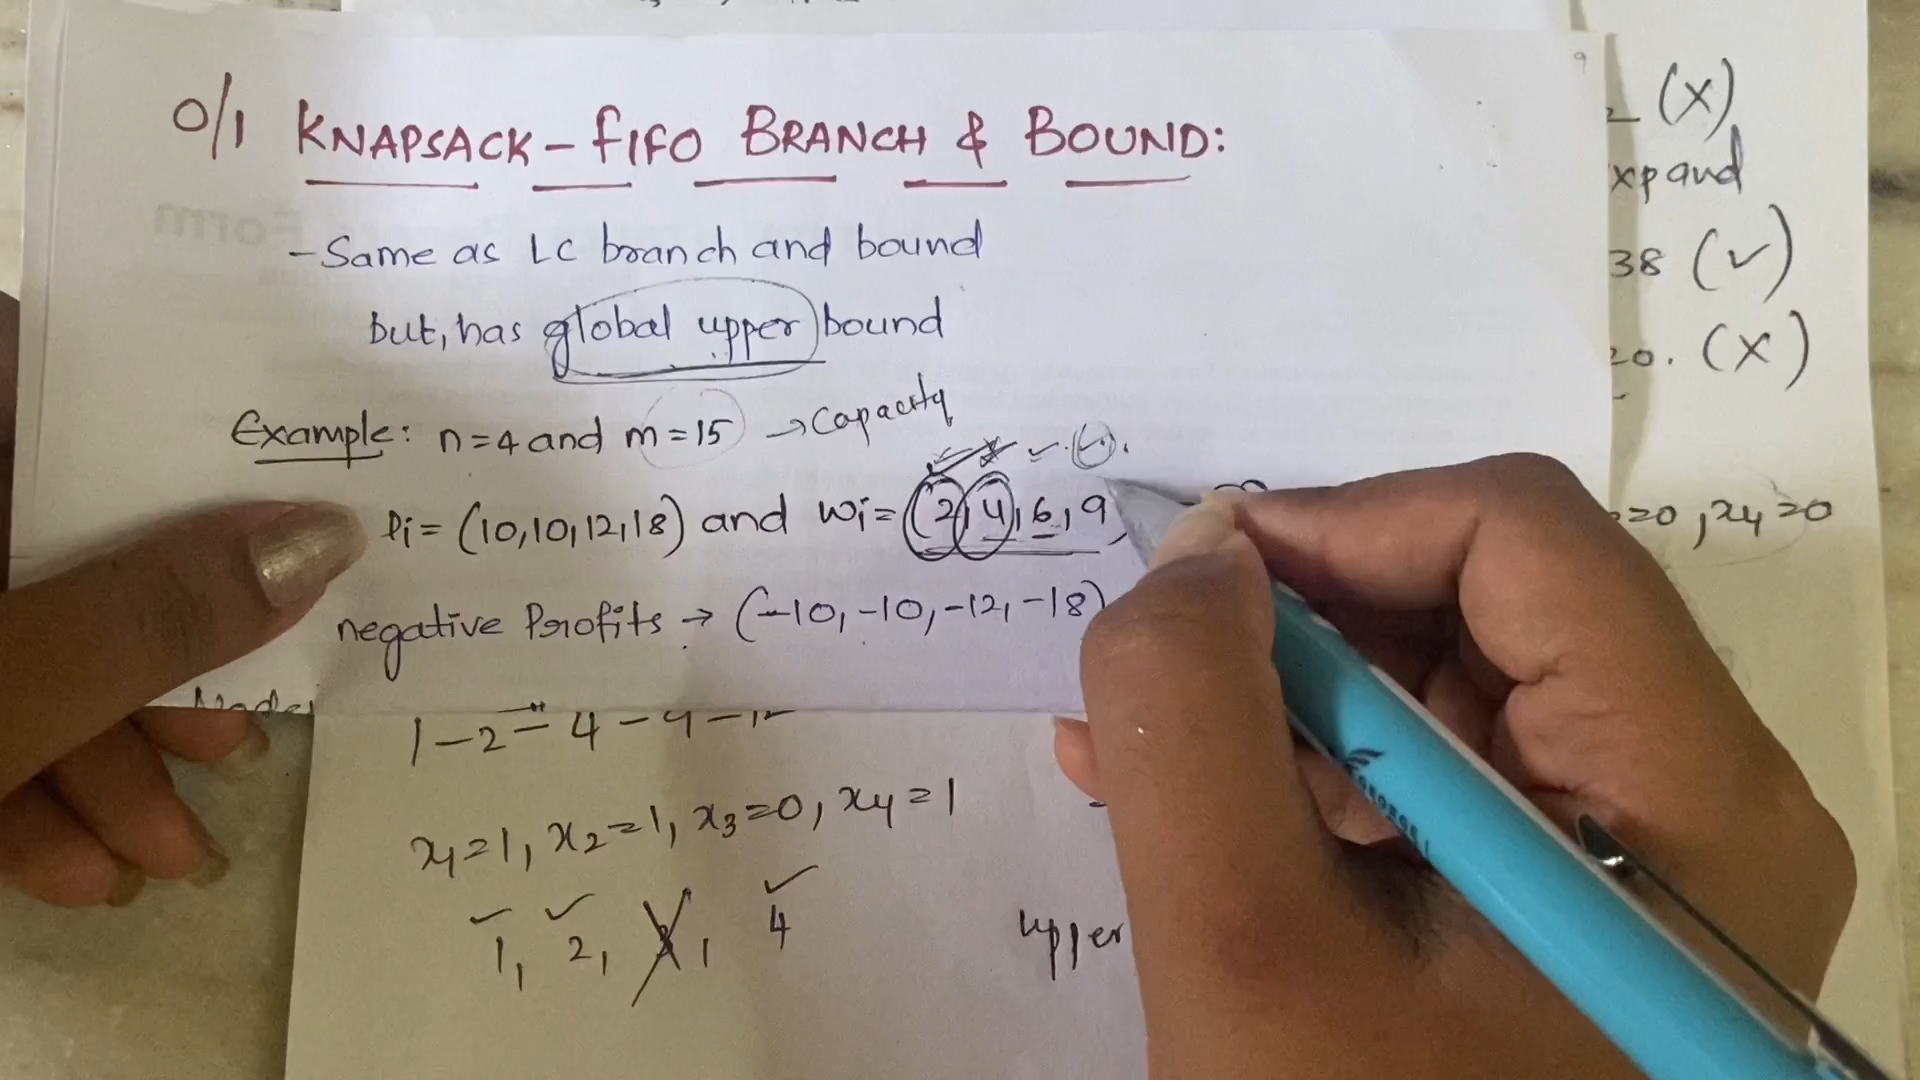 0/1 KNAPSACK - FIFO BRANCH & BOUND:
- Same as LC branch and bound
but, has global upper bound
Example: n=4 and m=15 → Capacity
Pi = (10,10,12,18) and Wi = (2,4,6,9)
negative Profits → (-10, -10, -12, -18)
1 - 2 - 4 - 9 - 12
x1=1, x2=1, x3=0, x4=1
1, 2, 3, 4
upper
(x)
xpand
38 (✓)
20. (x)
=0, x4=0
9